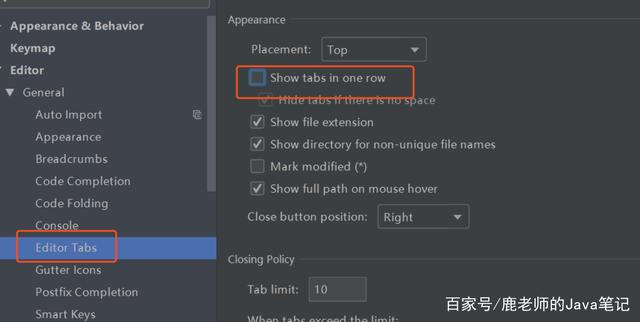 Appearance & Behavior
Keymap
Editor
General
Auto Import
Appearance
Breadcrumbs
Code Completion
Code Folding
Console
Editor Tabs
Gutter Icons
Postfix Completion
Smart Keys
Appearance
Placement: Top
Show tabs in one row
Hide tabs if there is no space
Show file extension
Show directory for non-unique file names
Mark modified (*)
Show full path on mouse hover
Close button position: Right
Closing Policy
Tab limit: 10
When tabs exceed the limit:
百家号/鹿老师的Java笔记